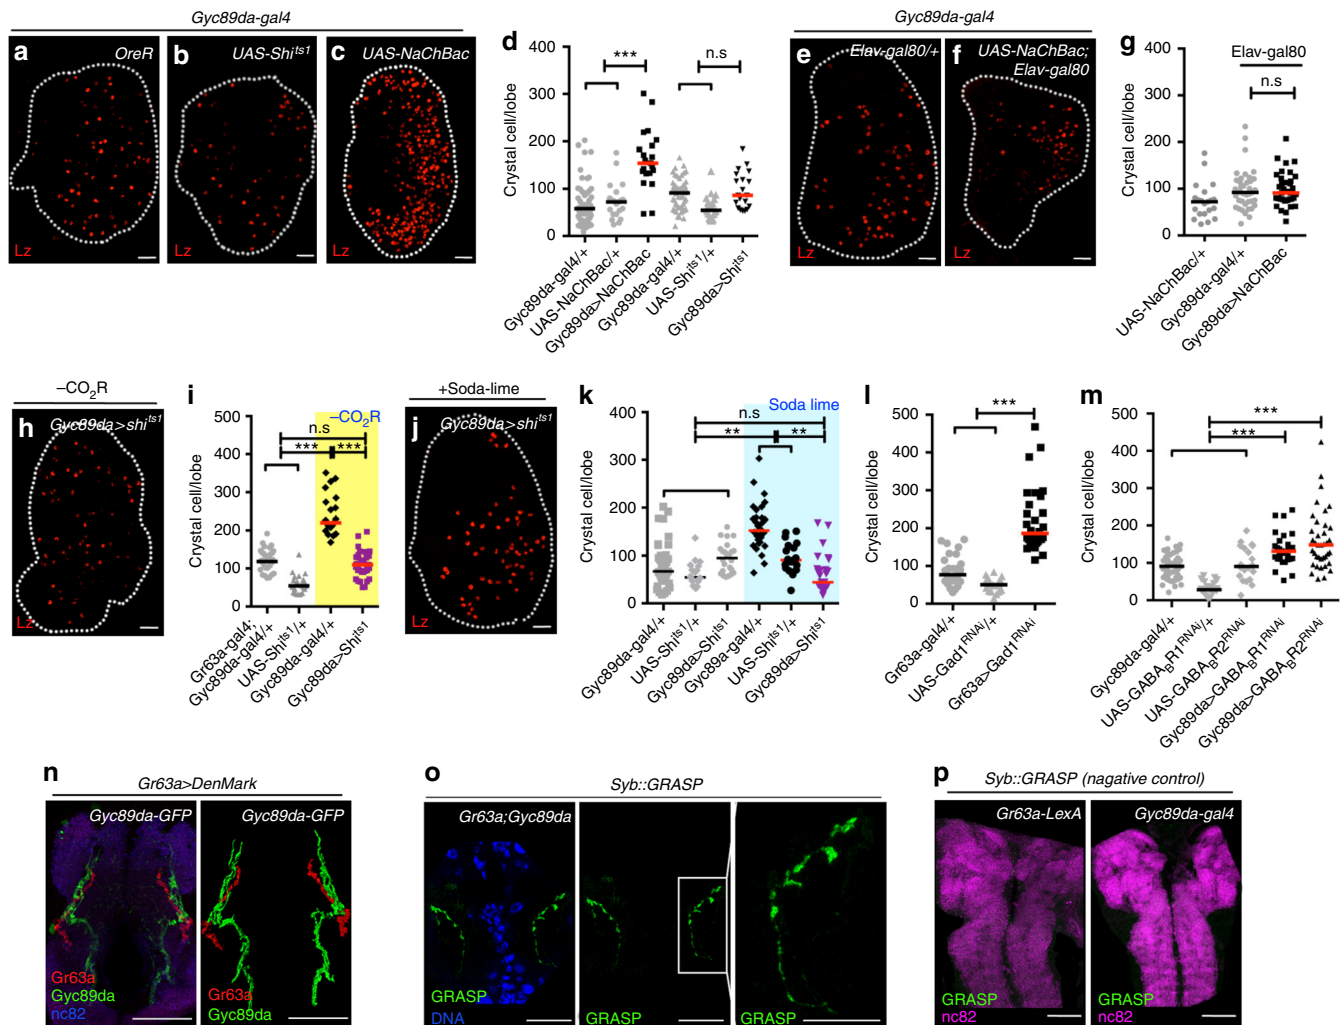 Gyc89da-gal4
a
OreR
Lz
b
UAS-Shi^ts1
Lz
c
UAS-NaChBac
Lz
d
400
300
200
100
0
Crystal cell/lobe
***
n.s
Gyc89da-gal4/+
UAS-NaChBac/+
Gyc89da>NaChBac
Gyc89da-gal4/+
UAS-Shi^ts1/+
Gyc89da>Shi^ts1
Gyc89da-gal4
e
Elav-gal80/+
Lz
f
UAS-NaChBac;
Elav-gal80
Lz
g
400
300
200
100
0
Crystal cell/lobe
Elav-gal80
n.s
UAS-NaChBac/+
Gyc89da-gal4/+
Gyc89da>NaChBac
–CO2R
h
Gyc89da>shi^ts1
Lz
i
500
400
300
200
100
0
Crystal cell/lobe
–CO2R
n.s
***
***
Gr63a-gal4;
Gyc89da-gal4/+
UAS-Shi^ts1/+
Gyc89da-gal4/+
Gyc89da>Shi^ts1
+Soda-lime
j
Gyc89da>shi^ts1
Lz
k
400
300
200
100
0
Crystal cell/lobe
Soda lime
n.s
**
**
Gyc89da-gal4/+
UAS-Shi^ts1/+
Gyc89da>Shi^ts1
Gyc89a-gal4/+
UAS-Shi^ts1/+
Gyc89da>Shi^ts1
l
500
400
300
200
100
0
Crystal cell/lobe
***
Gr63a-gal4/+
UAS-Gad1^RNAi/+
Gr63a>Gad1^RNAi
m
500
400
300
200
100
0
Crystal cell/lobe
***
***
Gyc89da-gal4/+
UAS-GABABR1^RNAi/+
UAS-GABABR2^RNAi
Gyc89da>GABABR1^RNAi
Gyc89da>GABABR2^RNAi
n
Gr63a>DenMark
Gyc89da-GFP
Gr63a
Gyc89da
nc82
Gyc89da-GFP
Gr63a
Gyc89da
o
Syb::GRASP
Gr63a;Gyc89da
GRASP
DNA
GRASP
GRASP
p
Syb::GRASP (nagative control)
Gr63a-LexA
GRASP
nc82
Gyc89da-gal4
GRASP
nc82